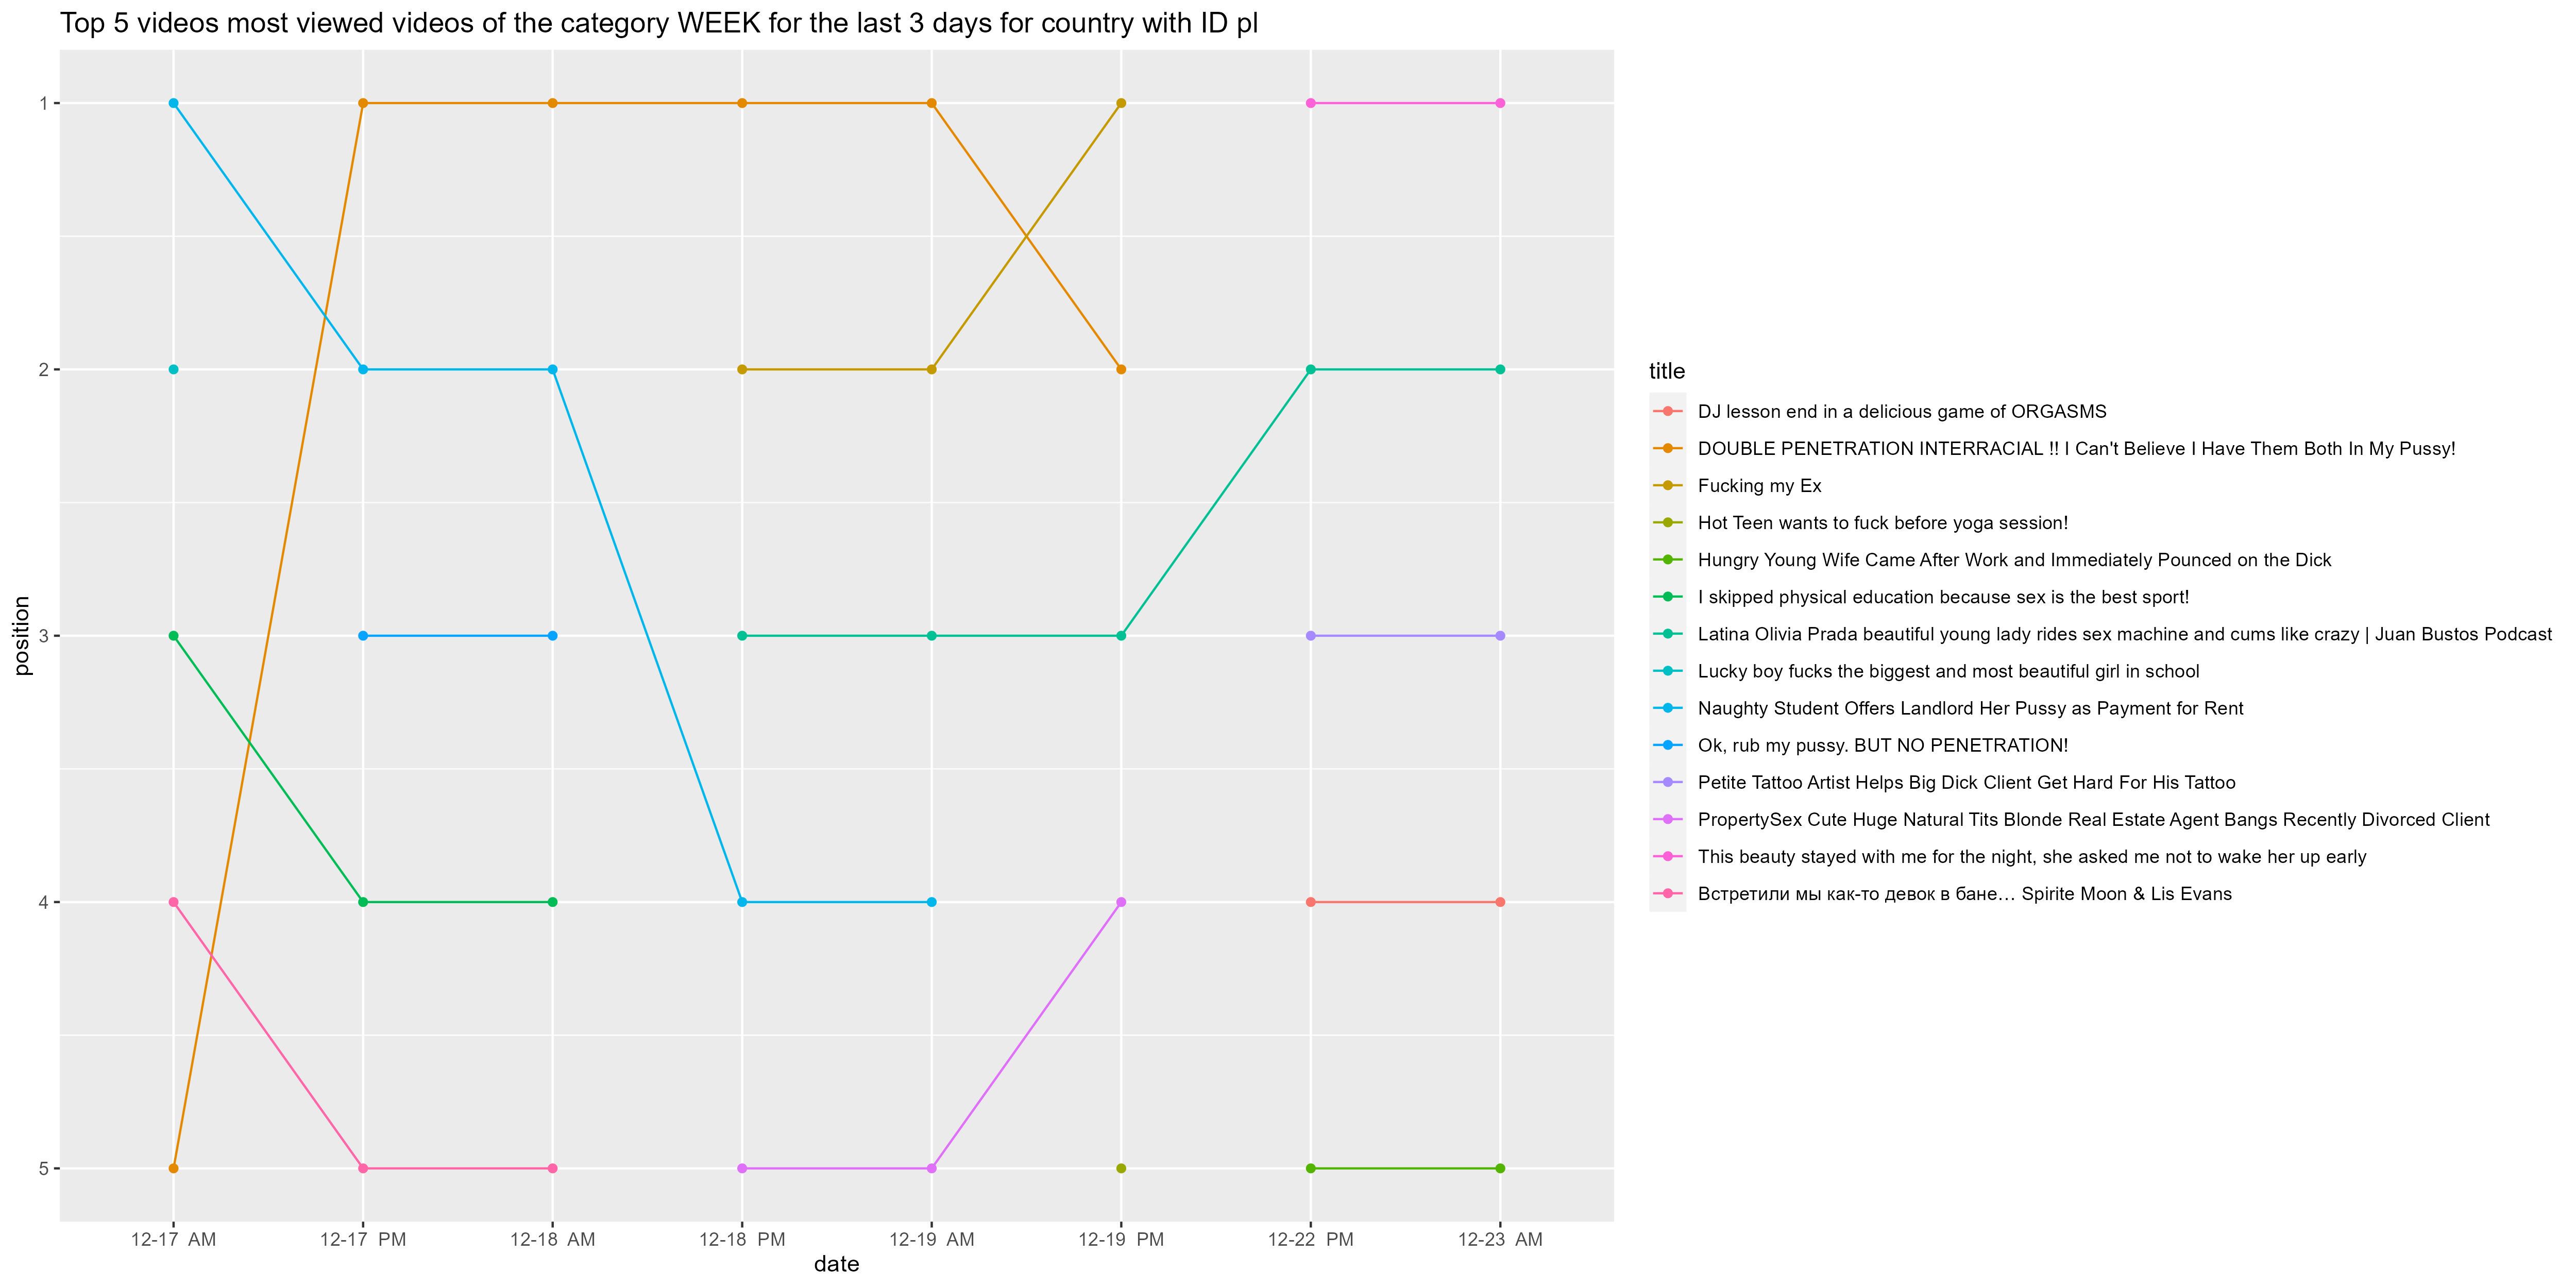 Top 5 videos most viewed videos of the category WEEK for the last 3 days for country with ID pl
position
1
2
3
4
5
12-17 AM
12-17 PM
12-18 AM
12-18 PM
12-19 AM
12-19 PM
12-22 PM
12-23 AM
date
title
DJ lesson end in a delicious game of ORGASMS
DOUBLE PENETRATION INTERRACIAL !! I Can't Believe I Have Them Both In My Pussy!
Fucking my Ex
Hot Teen wants to fuck before yoga session!
Hungry Young Wife Came After Work and Immediately Pounced on the Dick
I skipped physical education because sex is the best sport!
Latina Olivia Prada beautiful young lady rides sex machine and cums like crazy | Juan Bustos Podcast
Lucky boy fucks the biggest and most beautiful girl in school
Naughty Student Offers Landlord Her Pussy as Payment for Rent
Ok, rub my pussy. BUT NO PENETRATION!
Petite Tattoo Artist Helps Big Dick Client Get Hard For His Tattoo
PropertySex Cute Huge Natural Tits Blonde Real Estate Agent Bangs Recently Divorced Client
This beauty stayed with me for the night, she asked me not to wake her up early
Встретили мы как-то девок в бане… Spirite Moon & Lis Evans